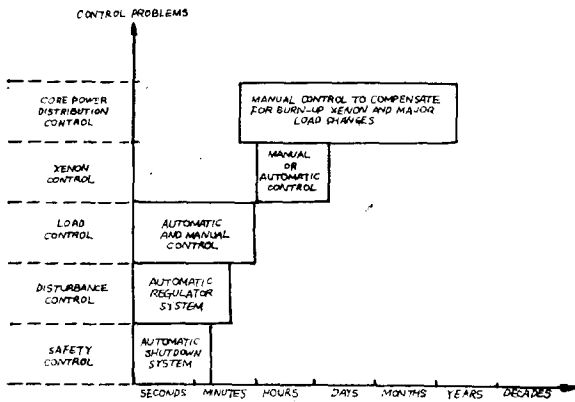 CONTROL PROBLEMS
CORE POWER
DISTRIBUTION
CONTROL
MANUAL CONTROL TO COMPENSATE
FOR BURN-UP XENON AND MAJOR
LOAD CHANGES
XENON
CONTROL
MANUAL
OR
AUTOMATIC
CONTROL
LOAD
CONTROL
AUTOMATIC
AND MANUAL
CONTROL
DISTURBANCE
CONTROL
AUTOMATIC
REGULATOR
SYSTEM
SAFETY
CONTROL
AUTOMATIC
SHUTDOWN
SYSTEM
SECONDS MINUTES HOURS DAYS MONTHS YEARS DECADES